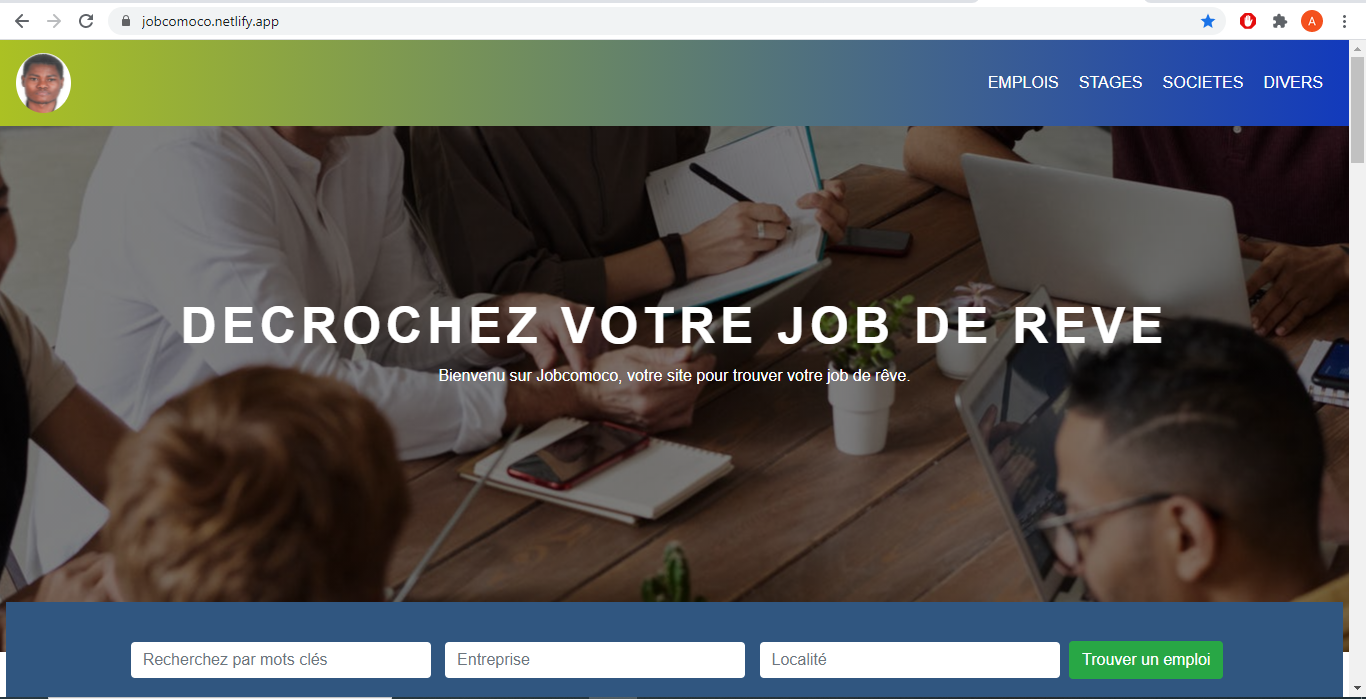 jobcomoco.netlify.app
A
EMPLOIS STAGES SOCIETES DIVERS
DECROCHEZ VOTRE JOB DE REVE
Bienvenu sur Jobcomoco, votre site pour trouver votre job de rêve.
Recherchez par mots clés Entreprise Localité Trouver un emploi